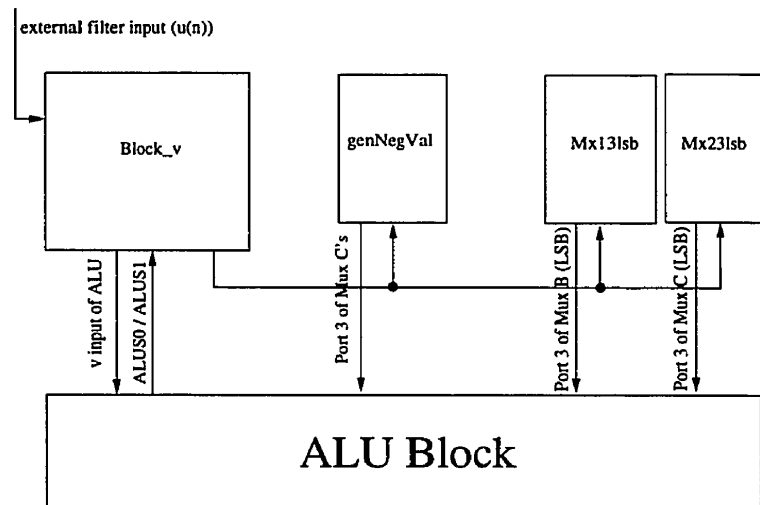 external filter input (u(n))
Block_v
genNegVal
Mx13lsb
Mx23lsb
v input of ALU
ALUS0 / ALUS1
Port 3 of Mux C's
Port 3 of Mux B (LSB)
Port 3 of Mux C (LSB)
ALU Block